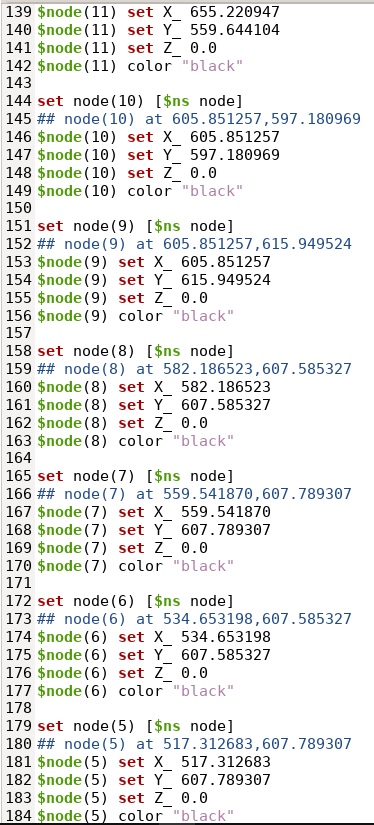 139 $node(11) set X_ 655.220947
140 $node(11) set Y_ 559.644104
141 $node(11) set Z_ 0.0
142 $node(11) color "black"
143
144 set node(10) [$ns node]
145 ## node(10) at 605.851257,597.180969
146 $node(10) set X_ 605.851257
147 $node(10) set Y_ 597.180969
148 $node(10) set Z_ 0.0
149 $node(10) color "black"
150
151 set node(9) [$ns node]
152 ## node(9) at 605.851257,615.949524
153 $node(9) set X_ 605.851257
154 $node(9) set Y_ 615.949524
155 $node(9) set Z_ 0.0
156 $node(9) color "black"
157
158 set node(8) [$ns node]
159 ## node(8) at 582.186523,607.585327
160 $node(8) set X_ 582.186523
161 $node(8) set Y_ 607.585327
162 $node(8) set Z_ 0.0
163 $node(8) color "black"
164
165 set node(7) [$ns node]
166 ## node(7) at 559.541870,607.789307
167 $node(7) set X_ 559.541870
168 $node(7) set Y_ 607.789307
169 $node(7) set Z_ 0.0
170 $node(7) color "black"
171
172 set node(6) [$ns node]
173 ## node(6) at 534.653198,607.585327
174 $node(6) set X_ 534.653198
175 $node(6) set Y_ 607.585327
176 $node(6) set Z_ 0.0
177 $node(6) color "black"
178
179 set node(5) [$ns node]
180 ## node(5) at 517.312683,607.789307
181 $node(5) set X_ 517.312683
182 $node(5) set Y_ 607.789307
183 $node(5) set Z_ 0.0
184 $node(5) color "black"